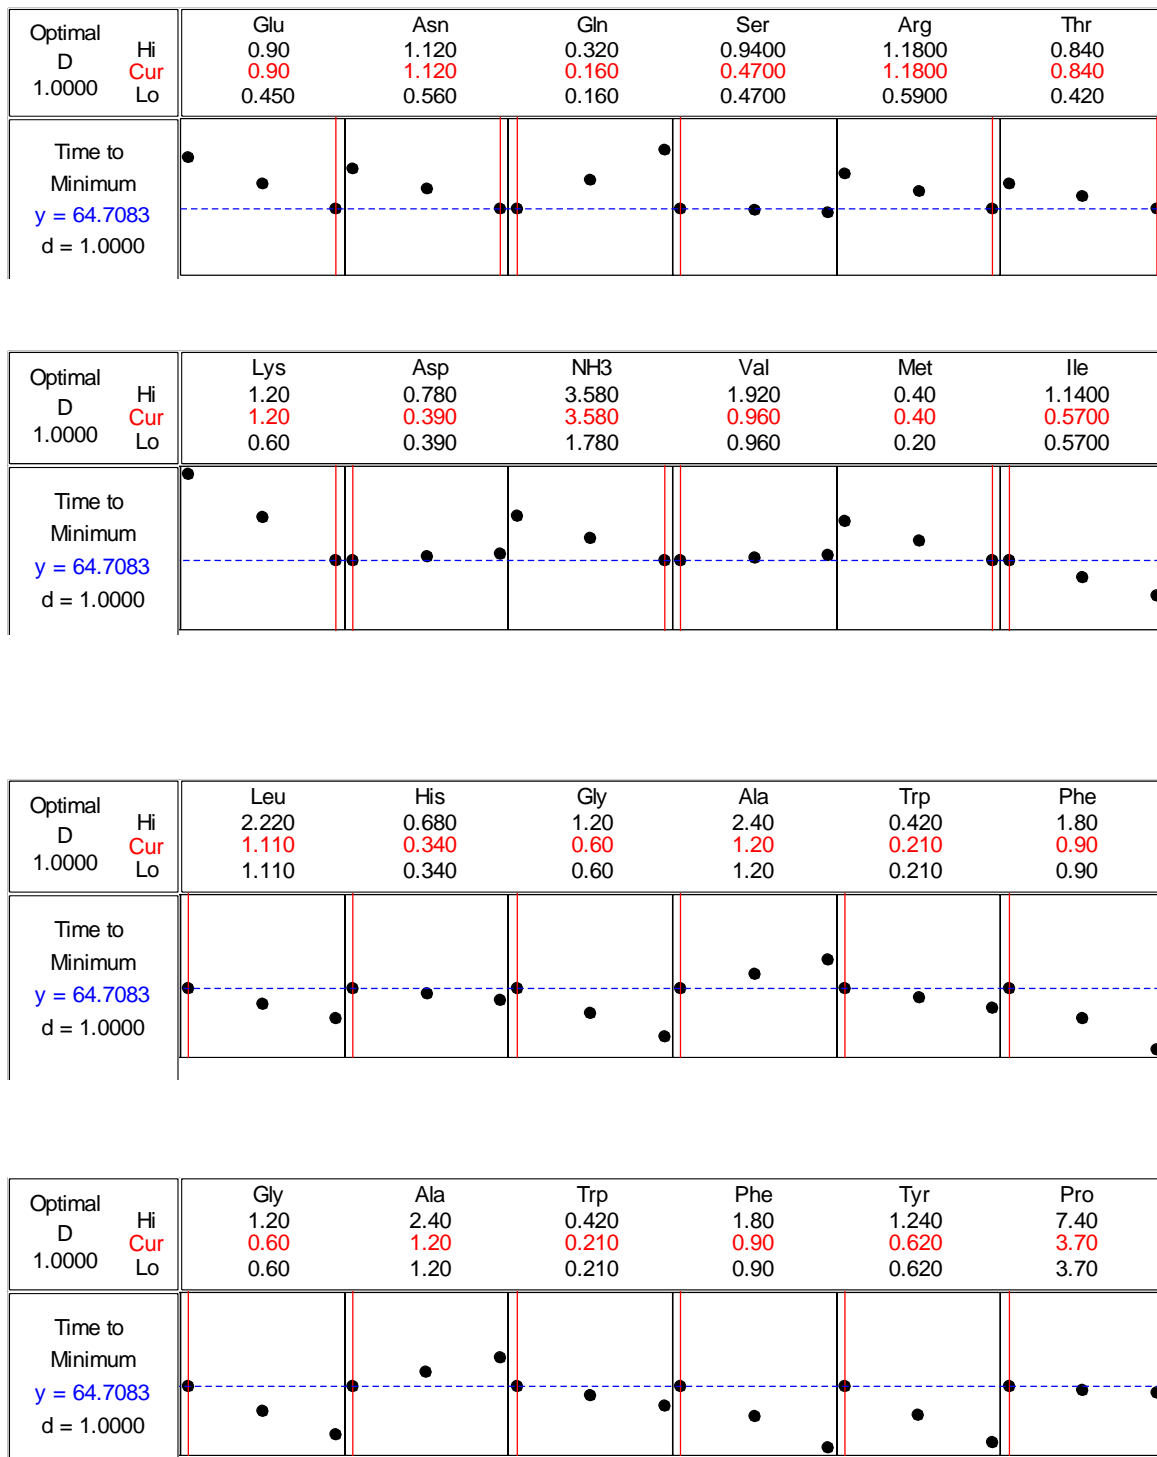 Optimal Glu Asn Gln Ser Arg Thr
D Hi 0.90 1.120 0.320 0.9400 1.1800 0.840
Cur 0.90 1.120 0.160 0.4700 1.1800 0.840
1.0000 Lo 0.450 0.560 0.160 0.4700 0.5900 0.420
Time to
Minimum
y = 64.7083
d = 1.0000
Optimal Lys Asp NH3 Val Met Ile
D Hi 1.20 0.780 3.580 1.920 0.40 1.1400
Cur 1.20 0.390 3.580 0.960 0.40 0.5700
1.0000 Lo 0.60 0.390 1.780 0.960 0.20 0.5700
Time to
Minimum
y = 64.7083
d = 1.0000
Optimal Leu His Gly Ala Trp Phe
D Hi 2.220 0.680 1.20 2.40 0.420 1.80
Cur 1.110 0.340 0.60 1.20 0.210 0.90
1.0000 Lo 1.110 0.340 0.60 1.20 0.210 0.90
Time to
Minimum
y = 64.7083
d = 1.0000
Optimal Gly Ala Trp Phe Tyr Pro
D Hi 1.20 2.40 0.420 1.80 1.240 7.40
Cur 0.60 1.20 0.210 0.90 0.620 3.70
1.0000 Lo 0.60 1.20 0.210 0.90 0.620 3.70
Time to
Minimum
y = 64.7083
d = 1.0000